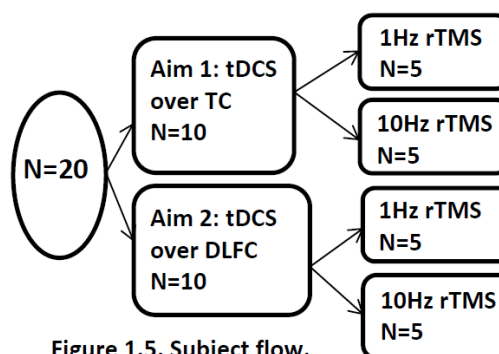 N=20
Aim 1: tDCS
over TC
N=10
1Hz rTMS
N=5
10Hz rTMS
N=5
Aim 2: tDCS
over DLFC
N=10
1Hz rTMS
N=5
10Hz rTMS
N=5
Figure 1.5. Subject flow.